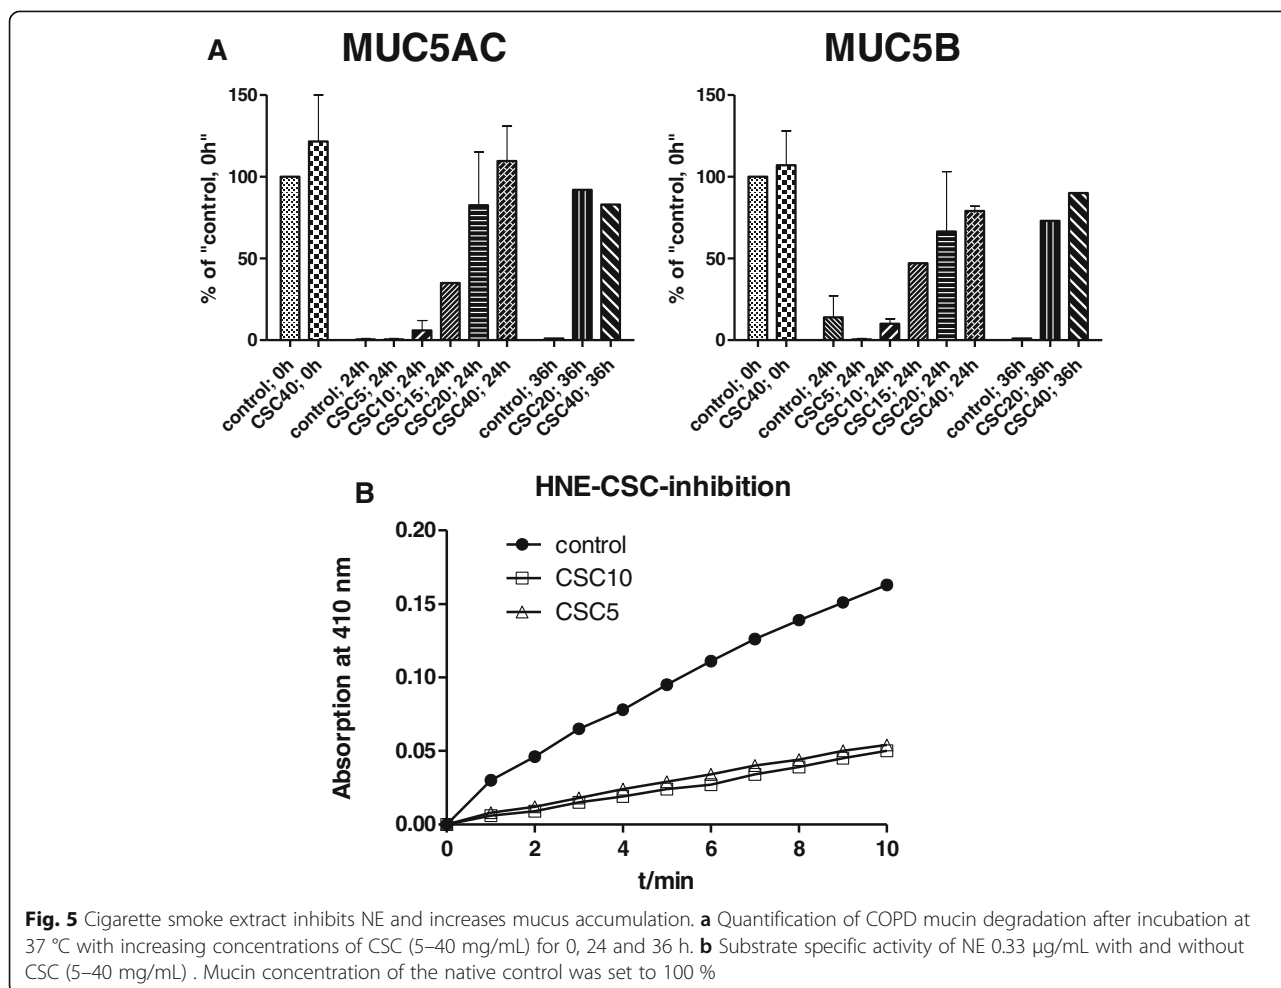 A
MUC5AC
MUC5B
% of "control, 0h"
150
100
50
0
control; 0h
CSC40; 0h
control; 24h
CSC5; 24h
CSC10; 24h
CSC15; 24h
CSC20; 24h
CSC40; 24h
control; 36h
CSC20; 36h
CSC40; 36h
% of "control, 0h"
150
100
50
0
control; 0h
CSC40; 0h
control; 24h
CSC5; 24h
CSC10; 24h
CSC15; 24h
CSC20; 24h
CSC40; 24h
control; 36h
CSC20; 36h
CSC40; 36h
B
HNE-CSC-inhibition
Absorption at 410 nm
0.20
0.15
0.10
0.05
0.00
control
CSC10
CSC5
0 2 4 6 8 10
t/min
Fig. 5 Cigarette smoke extract inhibits NE and increases mucus accumulation. a Quantification of COPD mucin degradation after incubation at
37 °C with increasing concentrations of CSC (5–40 mg/mL) for 0, 24 and 36 h. b Substrate specific activity of NE 0.33 μg/mL with and without
CSC (5–40 mg/mL) . Mucin concentration of the native control was set to 100 %